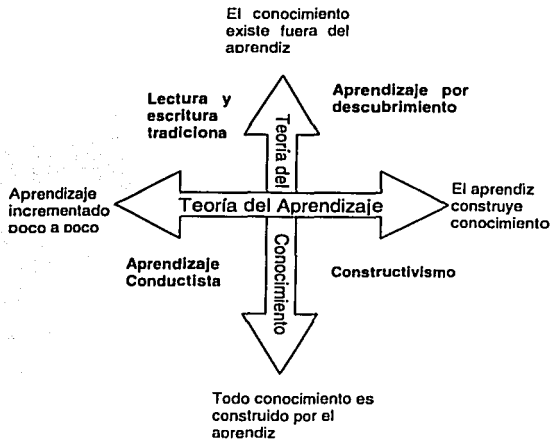 El conocimiento
existe fuera del
aprendiz
Lectura y
escritura
tradiciona
Aprendizaje por
descubrimiento
Teoría del
Aprendizaje
incrementado
poco a poco
Teoría del Aprendizaje
El aprendiz
construye
conocimiento
Aprendizaje
Conductista
Conocimiento
Constructivismo
Todo conocimiento es
construido por el
aprendiz